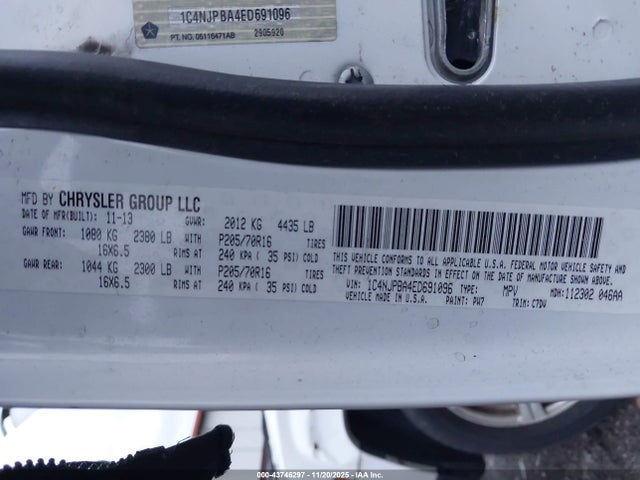 1C4NJPBA4ED691096
PT. NO. 05116471AB 2905920
MFD BY CHRYSLER GROUP LLC
DATE OF MFR(BUILT): 11-13 GVWR: 2012 KG 4435 LB
GAWR FRONT: 1080 KG 2380 LB WITH P205/70R16 TIRES
16X6.5 RIMS AT 240 KPA ( 35 PSI) COLD
GAWR REAR: 1044 KG 2300 LB WITH P205/70R16 TIRES
16X6.5 RIMS AT 240 KPA ( 35 PSI) COLD
THIS VEHICLE CONFORMS TO ALL APPLICABLE U.S.A. FEDERAL MOTOR VEHICLE SAFETY AND
THEFT PREVENTION STANDARDS IN EFFECT ON THE DATE OF MANUFACTURE SHOWN ABOVE.
VIN: 1C4NJPBA4ED691096 TYPE: MPV MDH: 112302 046AA
VEHICLE MADE IN U.S.A. PAINT: PW7 TRIM: C7DV
000-43746297 - 11/20/2025 - IAAI.COM